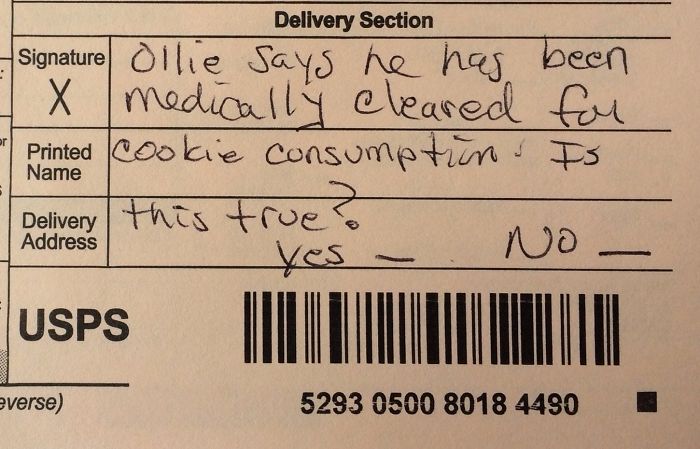 Delivery Section
Signature
X
Ollie says he has been
medically cleared for
Printed
Name
cookie consumption. Is
Delivery
Address
this true?
Yes — No —
USPS
everse)
5293 0500 8018 4490